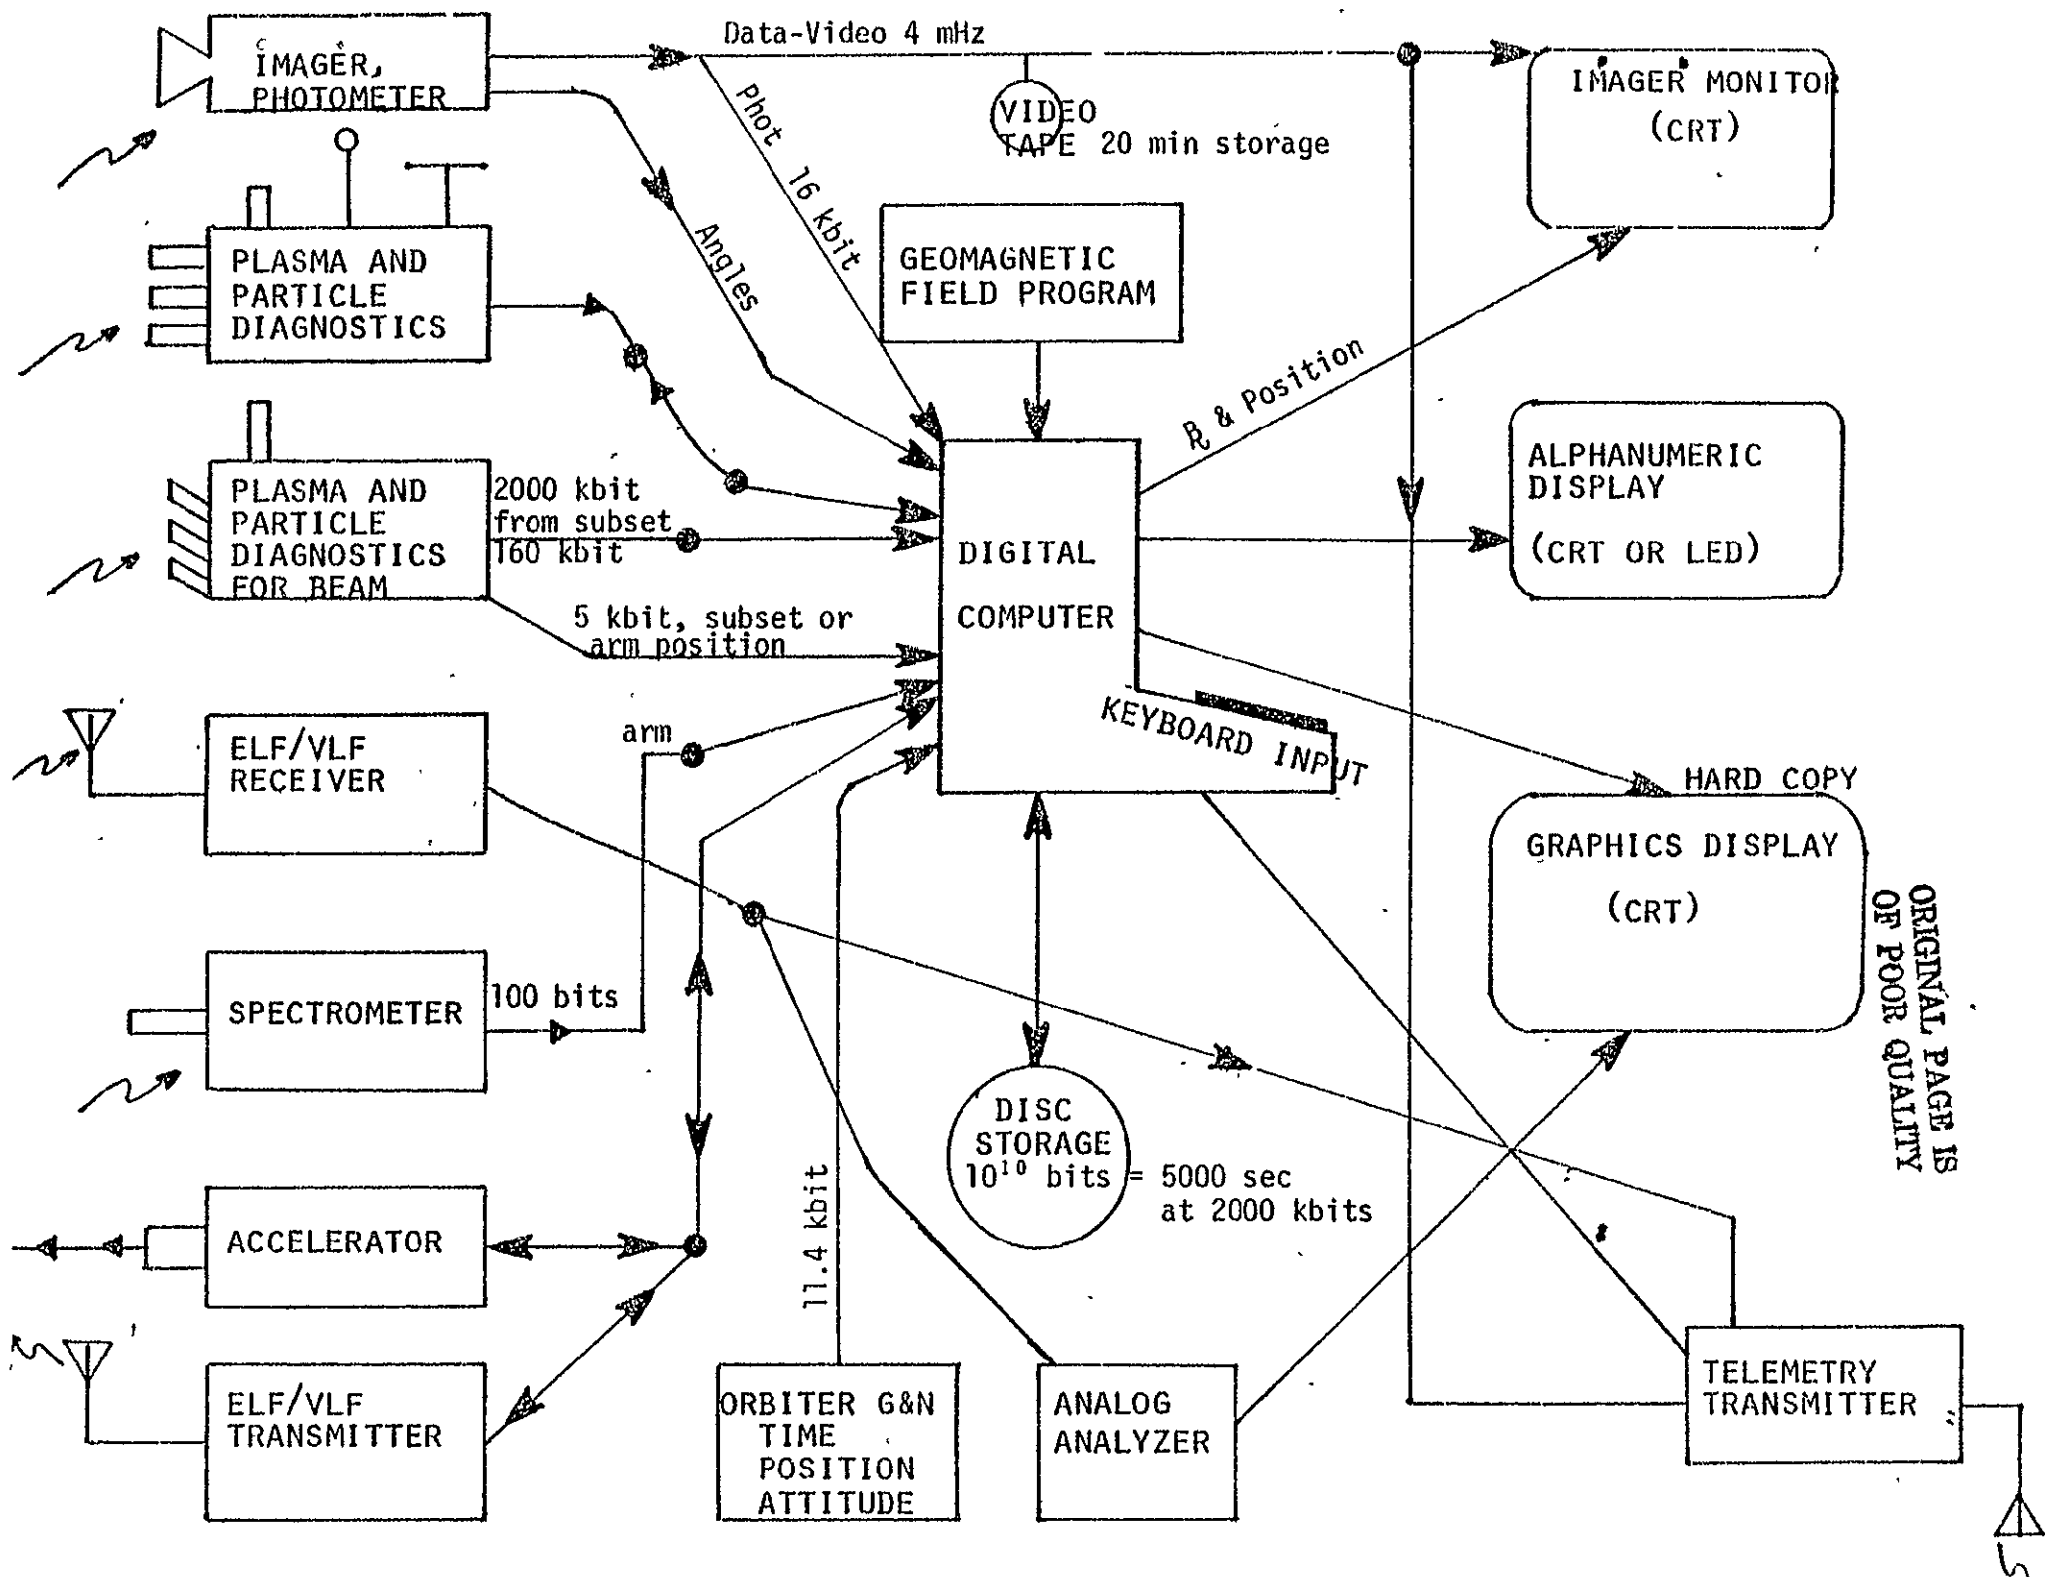 IMAGER,
PHOTOMETER
Data-Video 4 mHz
Phot 16 kbit
Angles
VIDEO
TAPE 20 min storage
IMAGER MONITOR
(CRT)
PLASMA AND
PARTICLE
DIAGNOSTICS
GEOMAGNETIC
FIELD PROGRAM
& Position
PLASMA AND
PARTICLE
DIAGNOSTICS
FOR BEAM
2000 kbit
from subset
160 kbit
5 kbit, subset or
arm position
DIGITAL
COMPUTER
KEYBOARD INPUT
ALPHANUMERIC
DISPLAY
(CRT OR LED)
ELF/VLF
RECEIVER
arm
HARD COPY
GRAPHICS DISPLAY
(CRT)
ORIGINAL PAGE IS
OF POOR QUALITY
SPECTROMETER
100 bits
DISC
STORAGE
10¹⁰ bits = 5000 sec
at 2000 kbits
11.4 kbit
ACCELERATOR
ELF/VLF
TRANSMITTER
ORBITER G&N
TIME
POSITION
ATTITUDE
ANALOG
ANALYZER
TELEMETRY
TRANSMITTER